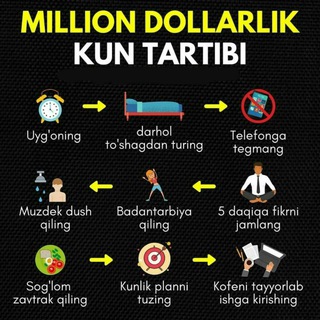 MILLION DOLLARLIK
KUN TARTIBI
Uyg'oning
darhol
to'shagdan turing
Telefonga
tegmang
Muzdek dush
qiling
Badantarbiya
qiling
5 daqiqa fikrni
jamlang
Sog'lom
zavtrak qiling
Kunlik planni
tuzing
Kofeni tayyorlab
ishga kirishing